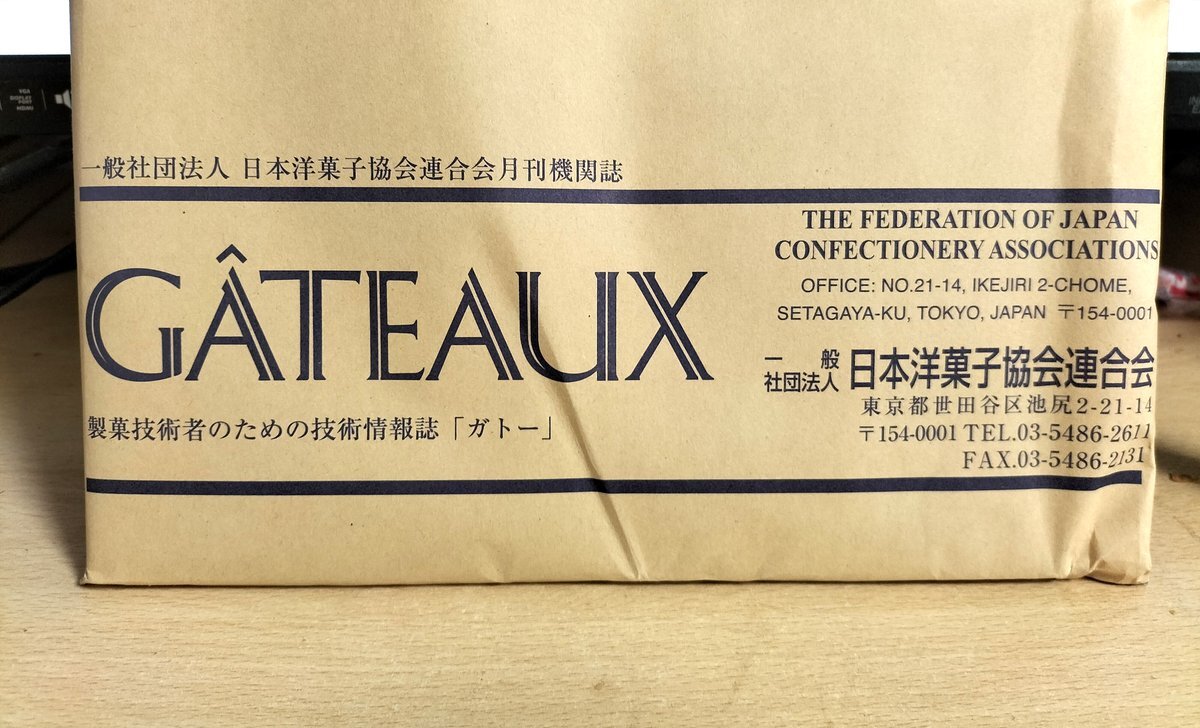 VGA
DISPLAY
PORT
MENU
一般社団法人 日本洋菓子協会連合会月刊機関誌
GÂTEAUX
製菓技術者のための技術情報誌「ガトー」
THE FEDERATION OF JAPAN
CONFECTIONERY ASSOCIATIONS
OFFICE: NO.21-14, IKEJIRI 2-CHOME,
SETAGAYA-KU, TOKYO, JAPAN 〒154-0001
一般社団法人 日本洋菓子協会連合会
東京都世田谷区池尻2-21-14
〒154-0001 TEL.03-5486-2611
FAX.03-5486-2131